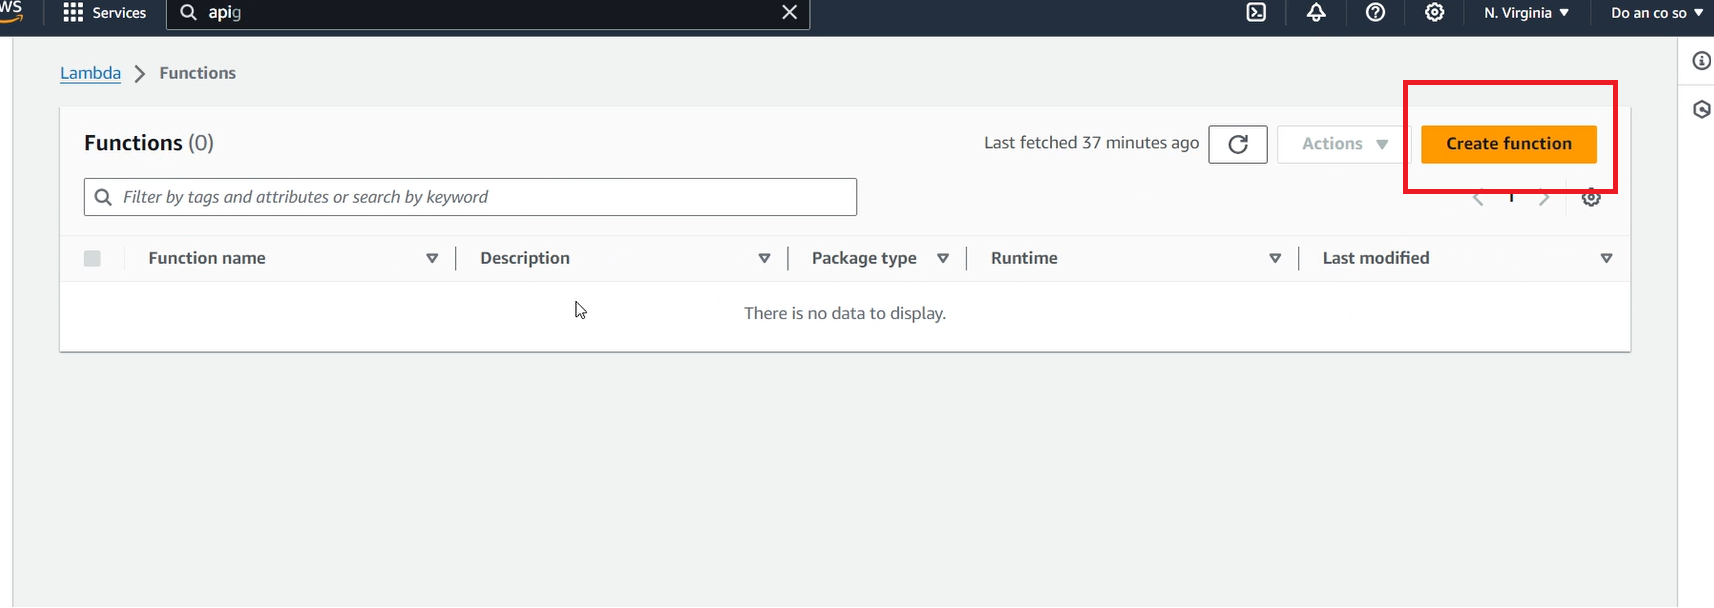 WS Services apig N. Virginia Do an co so
Lambda Functions
Functions (0) Last fetched 37 minutes ago Actions Create function
Filter by tags and attributes or search by keyword 1
Function name Description Package type Runtime Last modified
There is no data to display.